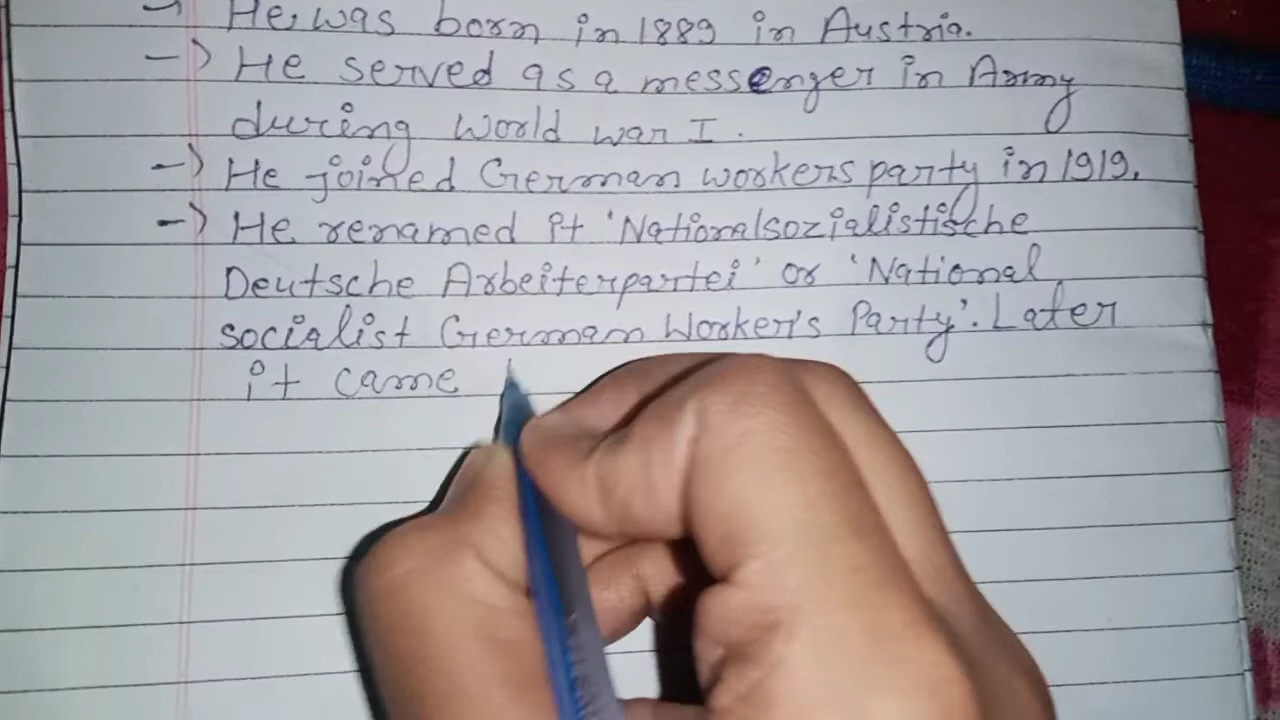 -> He was born in 1889 in Austria.
-> He served as a messenger in Army
during World war I.
-> He joined German workers party in 1919.
-> He renamed it 'Nationalsozialistische
Deutsche Arbeiterpartei' or 'National
socialist German Worker's Party'. Later
it came